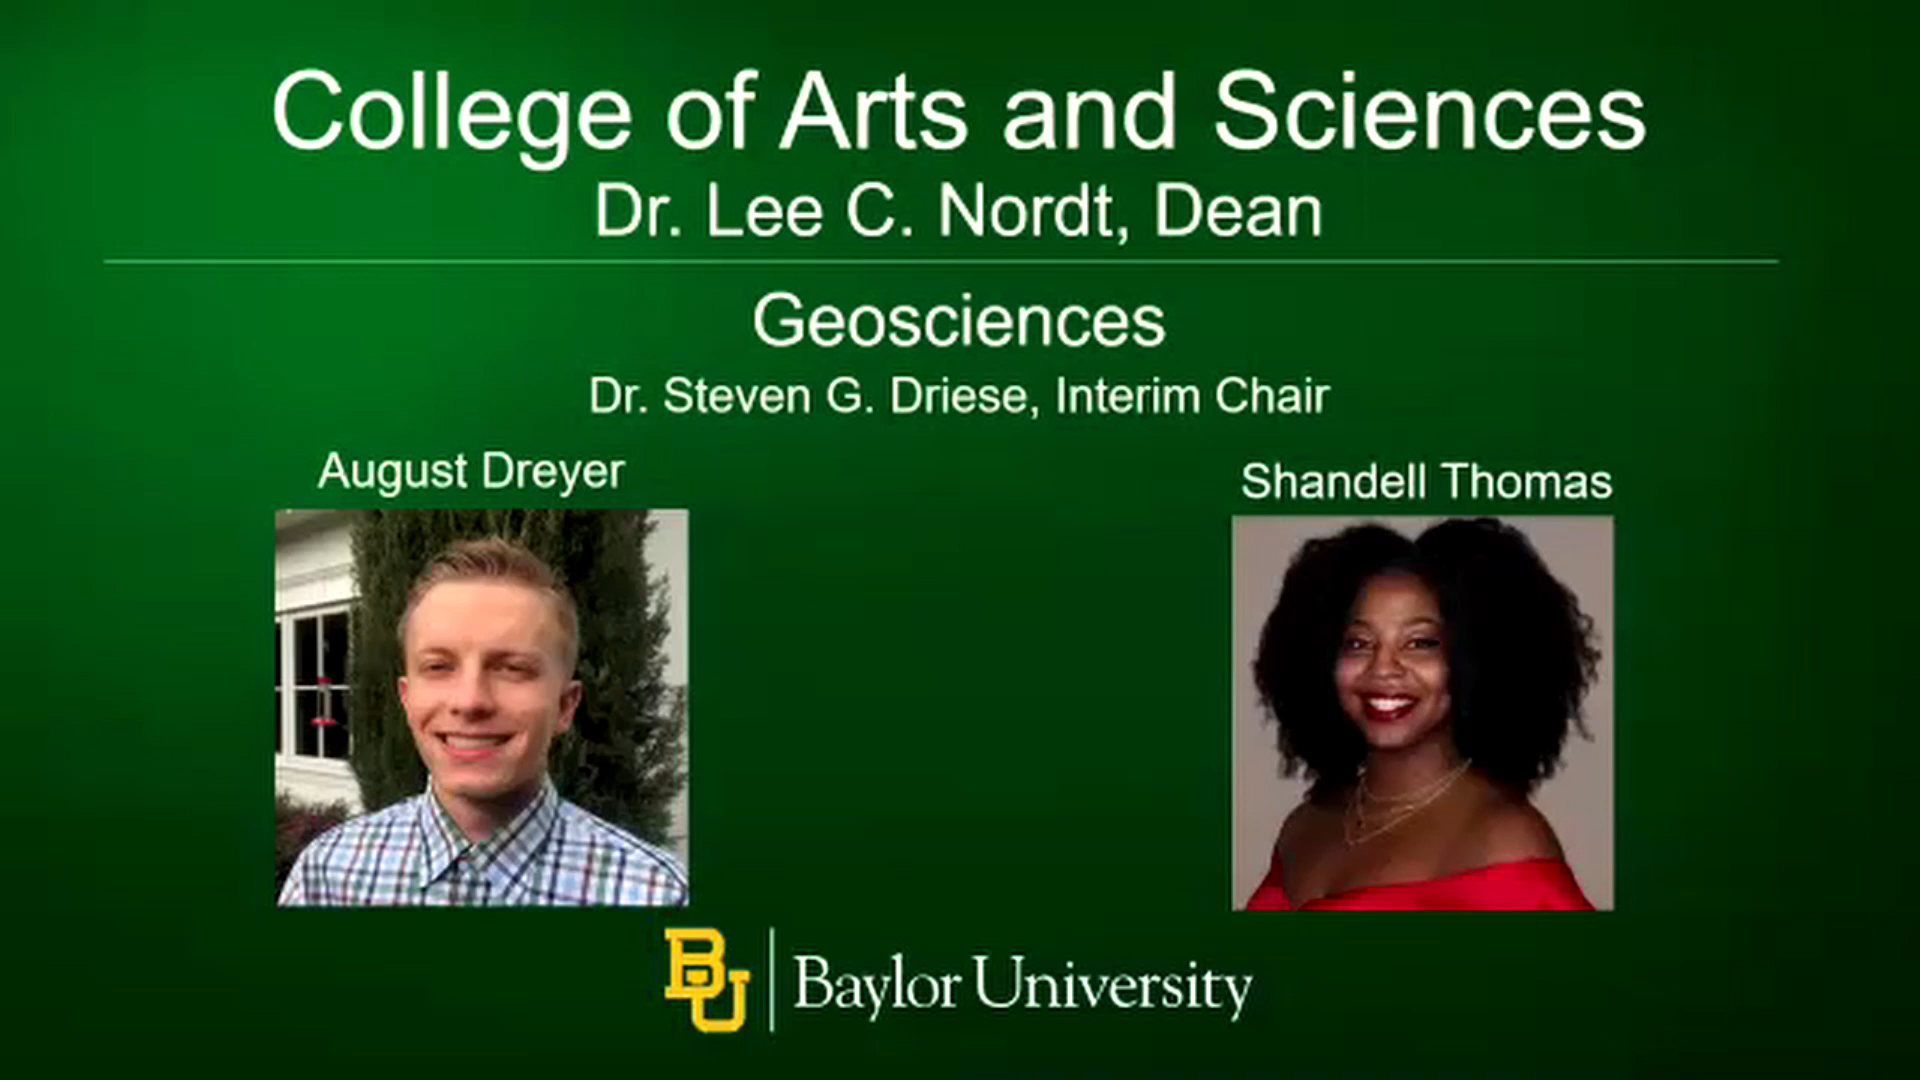 College of Arts and Sciences
Dr. Lee C. Nordt, Dean
Geosciences
Dr. Steven G. Driese, Interim Chair
August Dreyer
Shandell Thomas
BU
Baylor University